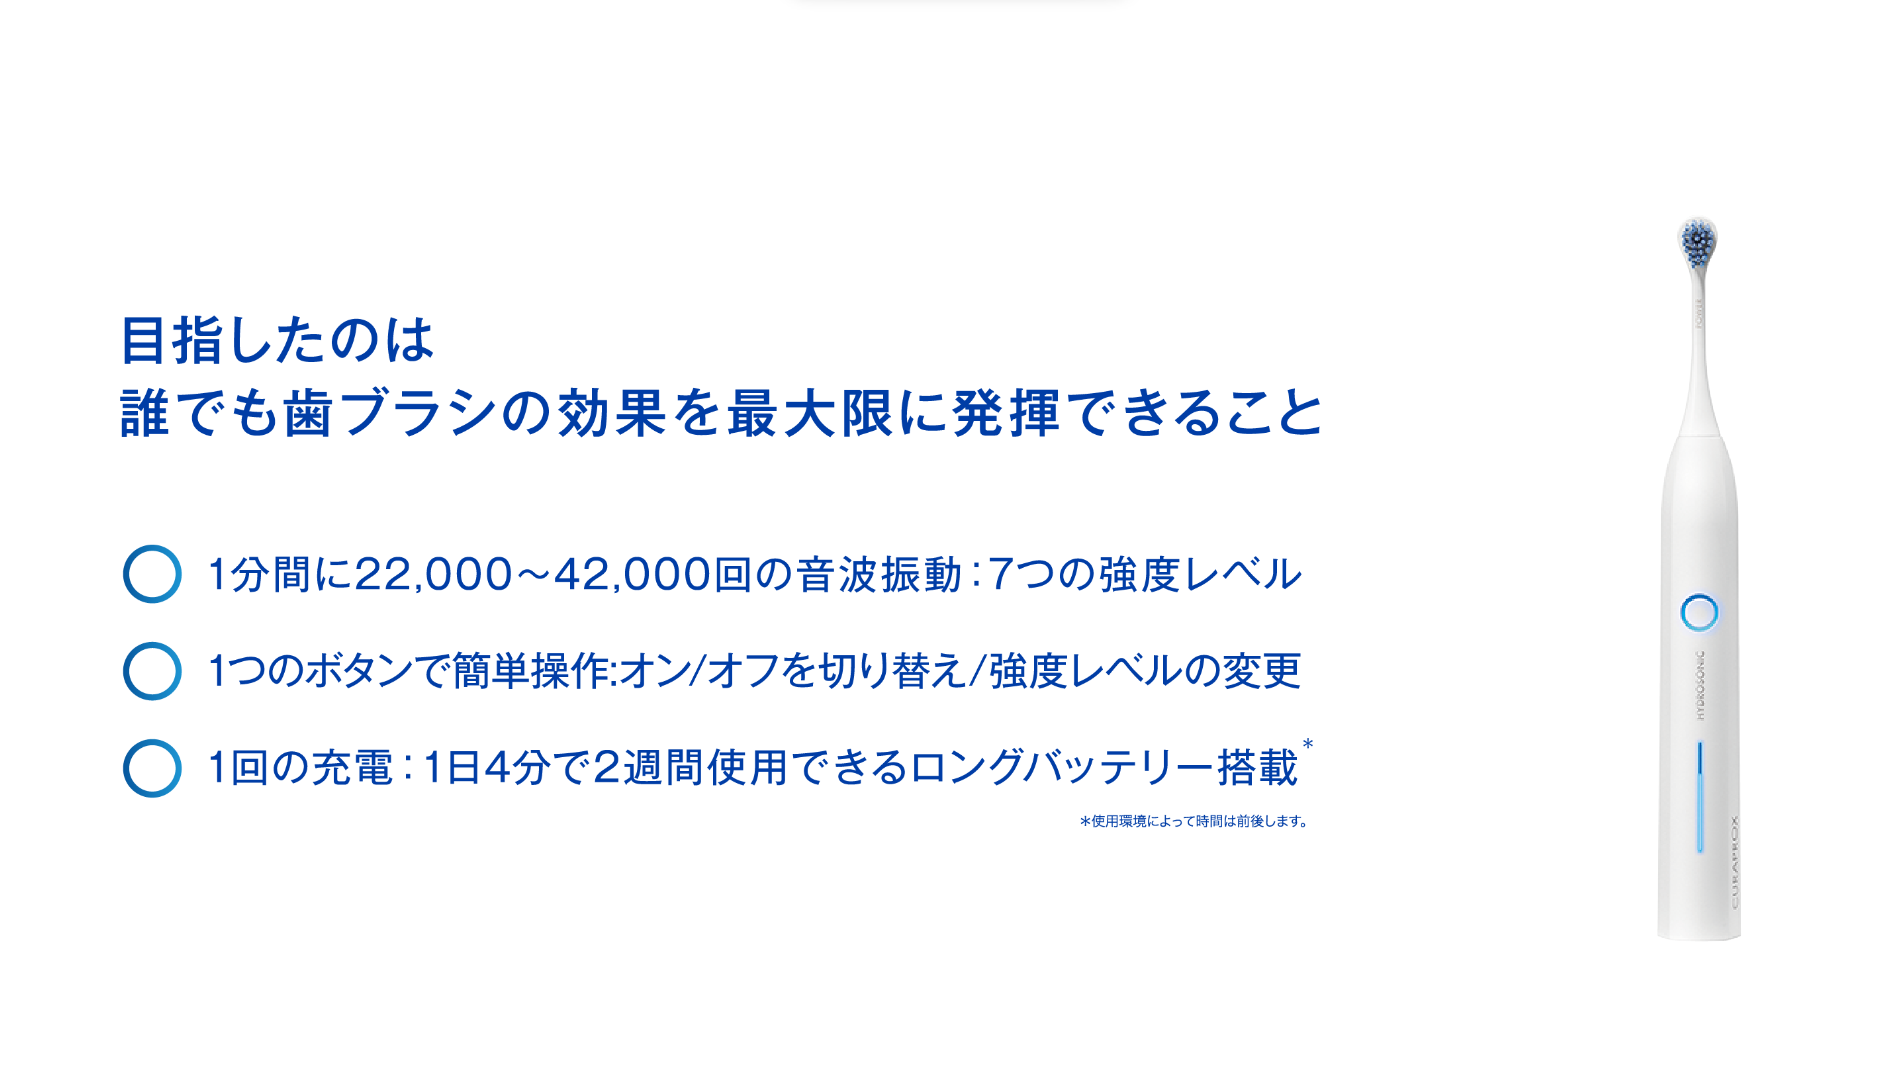 目指したのは
誰でも歯ブラシの効果を最大限に発揮できること
1分間に22,000〜42,000回の音波振動：7つの強度レベル
1つのボタンで簡単操作:オン/オフを切り替え/強度レベルの変更
1回の充電：1日4分で2週間使用できるロングバッテリー搭載*
*使用環境によって時間は前後します。
POWER
HYDROSONIC
CURAPROX